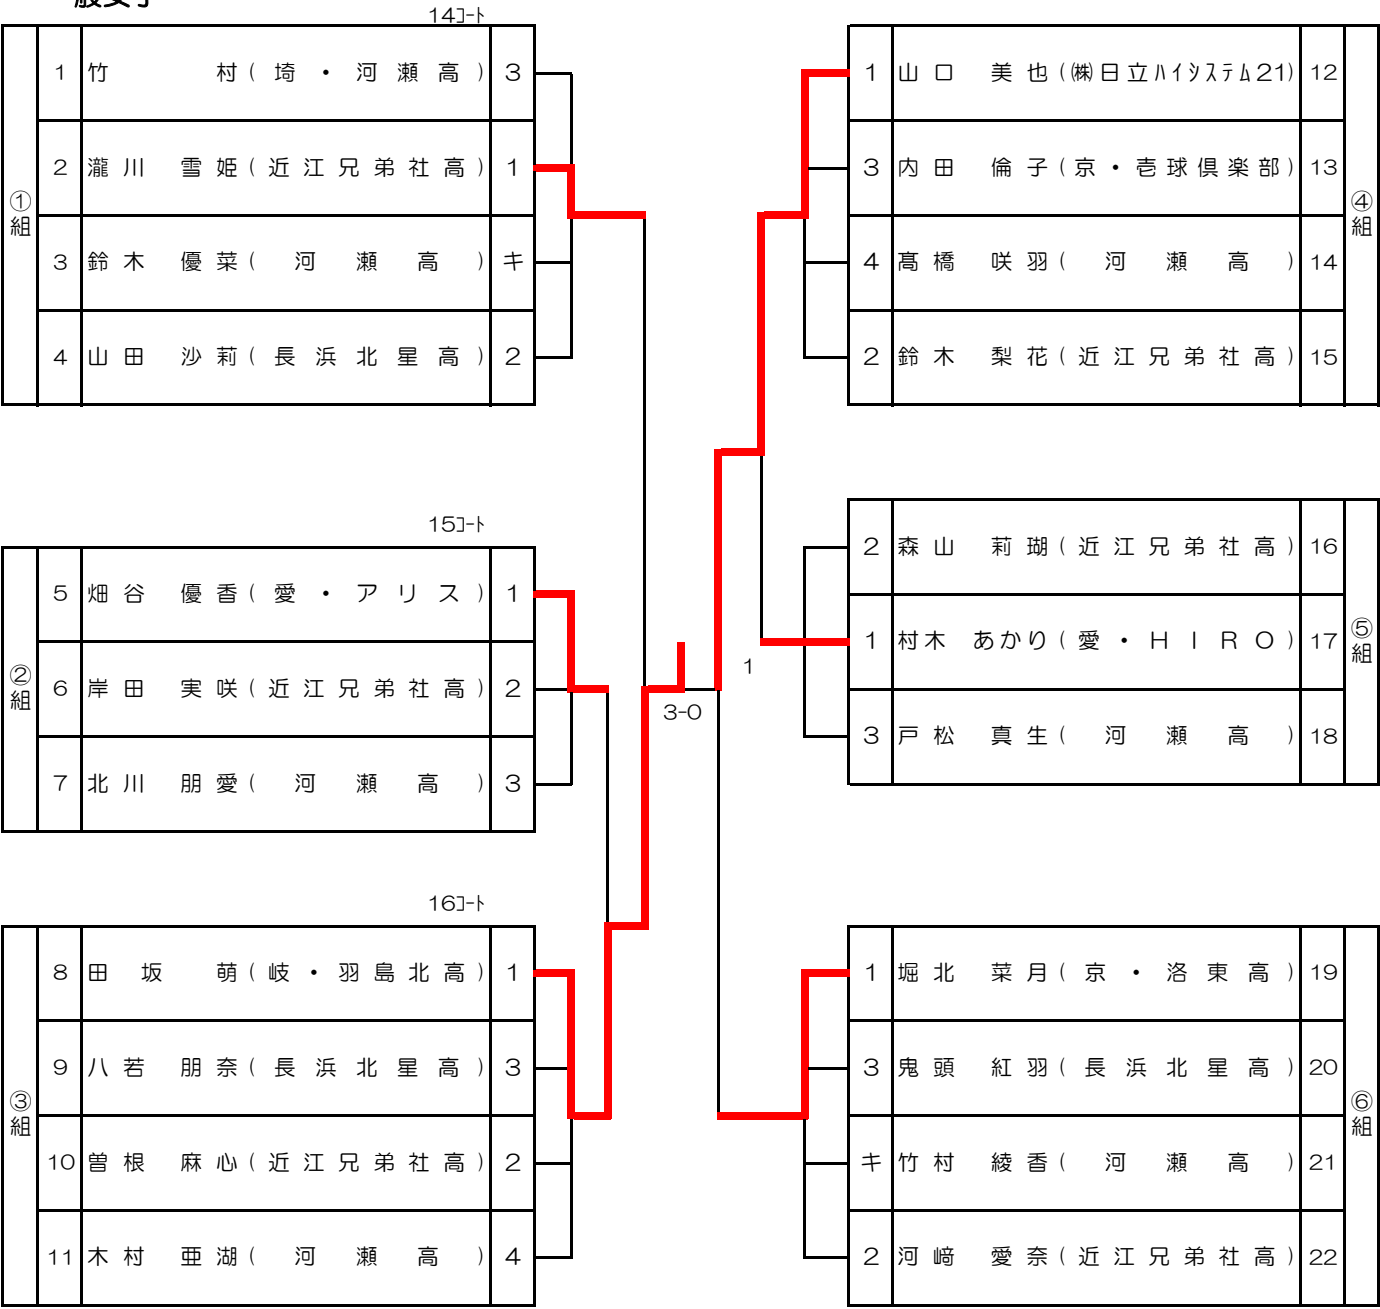 14ｺｰﾄ
①組
1 竹 村(埼・河瀬高) 3
2 瀧川 雪姫(近江兄弟社高) 1
3 鈴木 優菜(河瀬高) キ
4 山田 沙莉(長浜北星高) 2
15ｺｰﾄ
②組
5 畑谷 優香(愛・アリス) 1
6 岸田 実咲(近江兄弟社高) 2
7 北川 朋愛(河瀬高) 3
16ｺｰﾄ
③組
8 田坂 萌(岐・羽島北高) 1
9 八若 朋奈(長浜北星高) 3
10 曽根 麻心(近江兄弟社高) 2
11 木村 亜湖(河瀬高) 4
3-0
1
1 山口 美也(㈱日立ﾊｲｼｽﾃﾑ21) 12
3 内田 倫子(京・壱球倶楽部) 13
4 髙橋 咲羽(河瀬高) 14
2 鈴木 梨花(近江兄弟社高) 15
④組
2 森山 莉瑚(近江兄弟社高) 16
1 村木 あかり(愛・ＨＩＲＯ) 17
3 戸松 真生(河瀬高) 18
⑤組
1 堀北 菜月(京・洛東高) 19
3 鬼頭 紅羽(長浜北星高) 20
キ 竹村 綾香(河瀬高) 21
2 河﨑 愛奈(近江兄弟社高) 22
⑥組